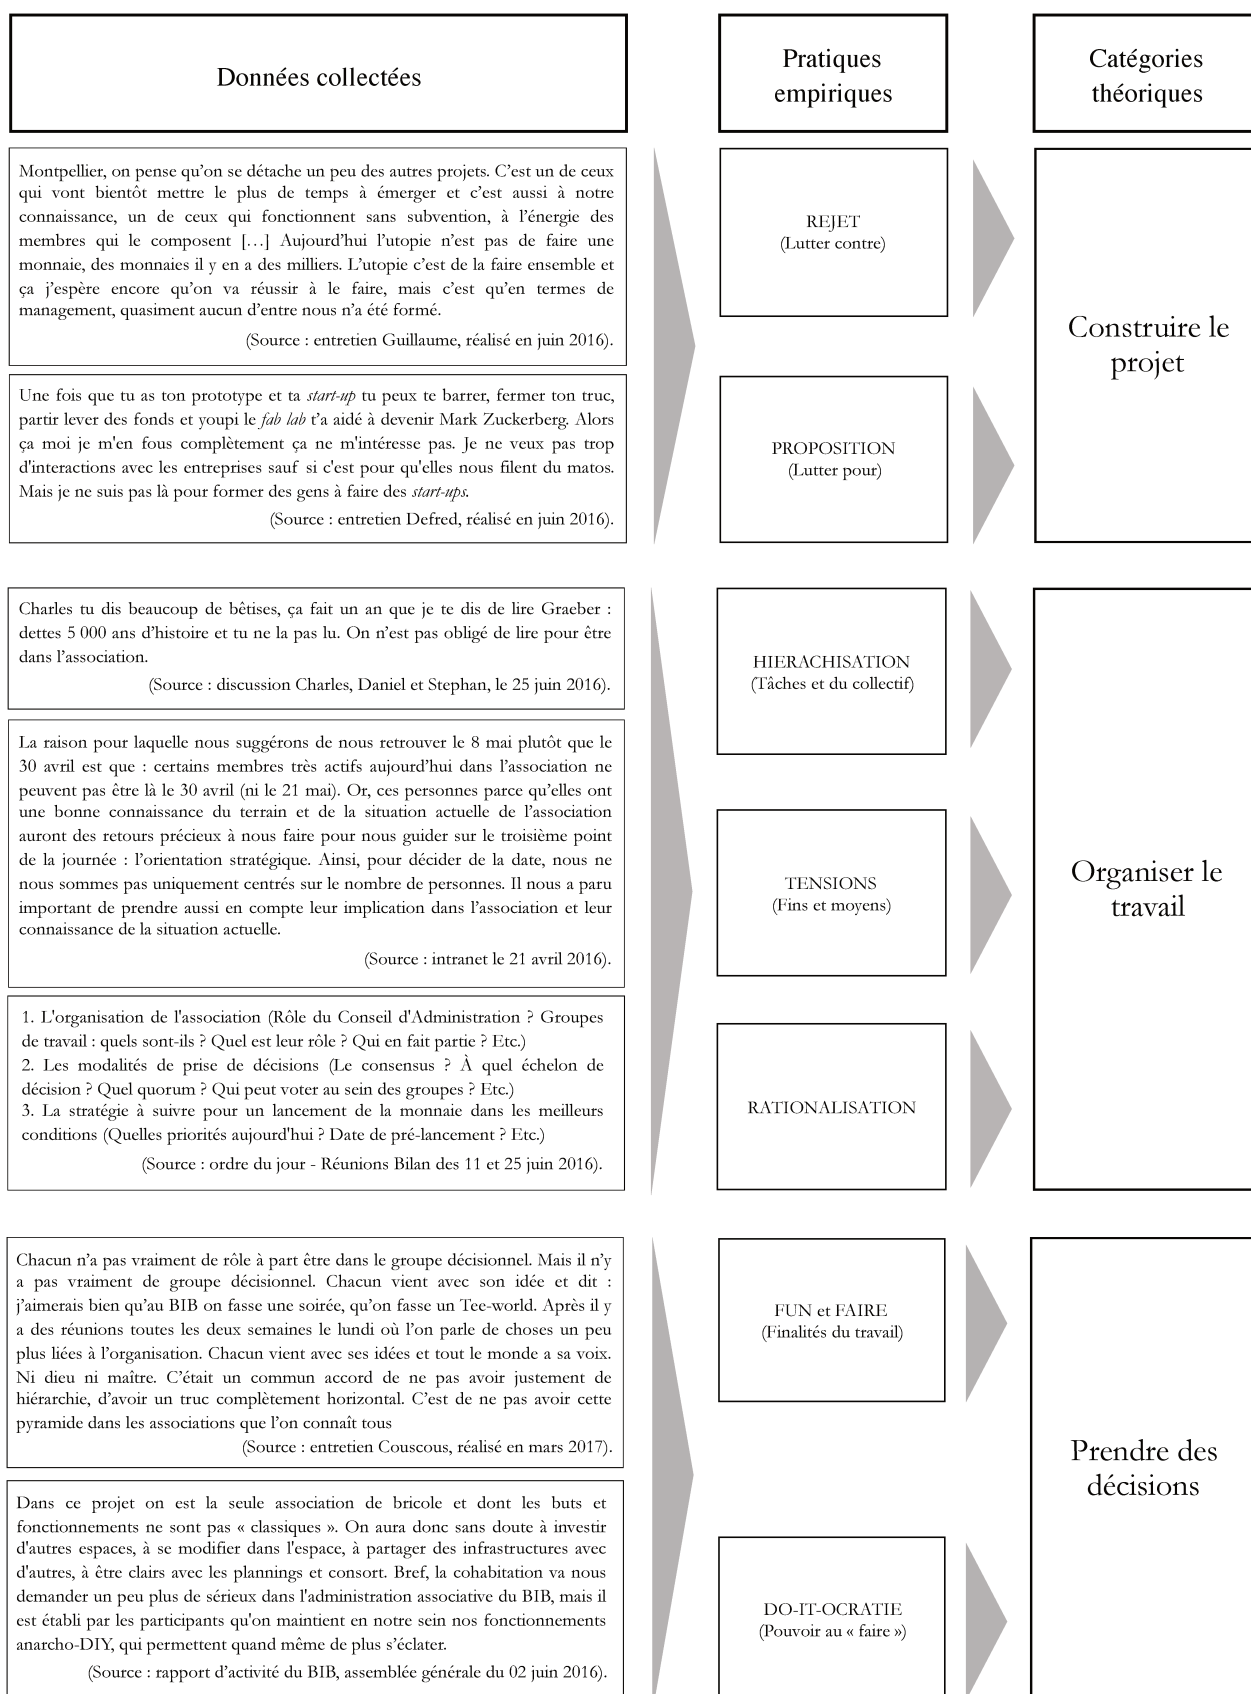 Données collectées
Pratiques
empiriques
Catégories
théoriques
Montpellier, on pense qu’on se détache un peu des autres projets. C’est un de ceux
qui vont bientôt mettre le plus de temps à émerger et c’est aussi à notre
connaissance, un de ceux qui fonctionnent sans subvention, à l’énergie des
membres qui le composent […] Aujourd’hui l’utopie n’est pas de faire une
monnaie, des monnaies il y en a des milliers. L’utopie c’est de la faire ensemble et
ça j’espère encore qu’on va réussir à le faire, mais c’est qu’en termes de
management, quasiment aucun d’entre nous n’a été formé.
(Source : entretien Guillaume, réalisé en juin 2016).
Une fois que tu as ton prototype et ta start-up tu peux te barrer, fermer ton truc,
partir lever des fonds et youpi le fab lab t’a aidé à devenir Mark Zuckerberg. Alors
ça moi je m'en fous complètement ça ne m'intéresse pas. Je ne veux pas trop
d'interactions avec les entreprises sauf si c'est pour qu'elles nous filent du matos.
Mais je ne suis pas là pour former des gens à faire des start-ups.
(Source : entretien Defred, réalisé en juin 2016).
REJET
(Lutter contre)
PROPOSITION
(Lutter pour)
Construire le
projet
Charles tu dis beaucoup de bêtises, ça fait un an que je te dis de lire Graeber :
dettes 5 000 ans d’histoire et tu ne la pas lu. On n’est pas obligé de lire pour être
dans l’association.
(Source : discussion Charles, Daniel et Stephan, le 25 juin 2016).
La raison pour laquelle nous suggérons de nous retrouver le 8 mai plutôt que le
30 avril est que : certains membres très actifs aujourd’hui dans l’association ne
peuvent pas être là le 30 avril (ni le 21 mai). Or, ces personnes parce qu’elles ont
une bonne connaissance du terrain et de la situation actuelle de l’association
auront des retours précieux à nous faire pour nous guider sur le troisième point
de la journée : l’orientation stratégique. Ainsi, pour décider de la date, nous ne
nous sommes pas uniquement centrés sur le nombre de personnes. Il nous a paru
important de prendre aussi en compte leur implication dans l’association et leur
connaissance de la situation actuelle.
(Source : intranet le 21 avril 2016).
1. L'organisation de l'association (Rôle du Conseil d'Administration ? Groupes
de travail : quels sont-ils ? Quel est leur rôle ? Qui en fait partie ? Etc.)
2. Les modalités de prise de décisions (Le consensus ? À quel échelon de
décision ? Quel quorum ? Qui peut voter au sein des groupes ? Etc.)
3. La stratégie à suivre pour un lancement de la monnaie dans les meilleurs
conditions (Quelles priorités aujourd'hui ? Date de pré-lancement ? Etc.)
(Source : ordre du jour - Réunions Bilan des 11 et 25 juin 2016).
HIERACHISATION
(Tâches et du collectif)
TENSIONS
(Fins et moyens)
RATIONALISATION
Organiser le
travail
Chacun n’a pas vraiment de rôle à part être dans le groupe décisionnel. Mais il n’y
a pas vraiment de groupe décisionnel. Chacun vient avec son idée et dit :
j’aimerais bien qu’au BIB on fasse une soirée, qu’on fasse un Tee-world. Après il y
a des réunions toutes les deux semaines le lundi où l’on parle de choses un peu
plus liées à l’organisation. Chacun vient avec ses idées et tout le monde a sa voix.
Ni dieu ni maître. C’était un commun accord de ne pas avoir justement de
hiérarchie, d’avoir un truc complètement horizontal. C’est de ne pas avoir cette
pyramide dans les associations que l’on connaît tous
(Source : entretien Couscous, réalisé en mars 2017).
Dans ce projet on est la seule association de bricole et dont les buts et
fonctionnements ne sont pas « classiques ». On aura donc sans doute à investir
d'autres espaces, à se modifier dans l'espace, à partager des infrastructures avec
d'autres, à être clairs avec les plannings et consort. Bref, la cohabitation va nous
demander un peu plus de sérieux dans l'administration associative du BIB, mais il
est établi par les participants qu'on maintient en notre sein nos fonctionnements
anarcho-DIY, qui permettent quand même de plus s’éclater.
(Source : rapport d’activité du BIB, assemblée générale du 02 juin 2016).
FUN et FAIRE
(Finalités du travail)
DO-IT-OCRATIE
(Pouvoir au « faire »)
Prendre des
décisions